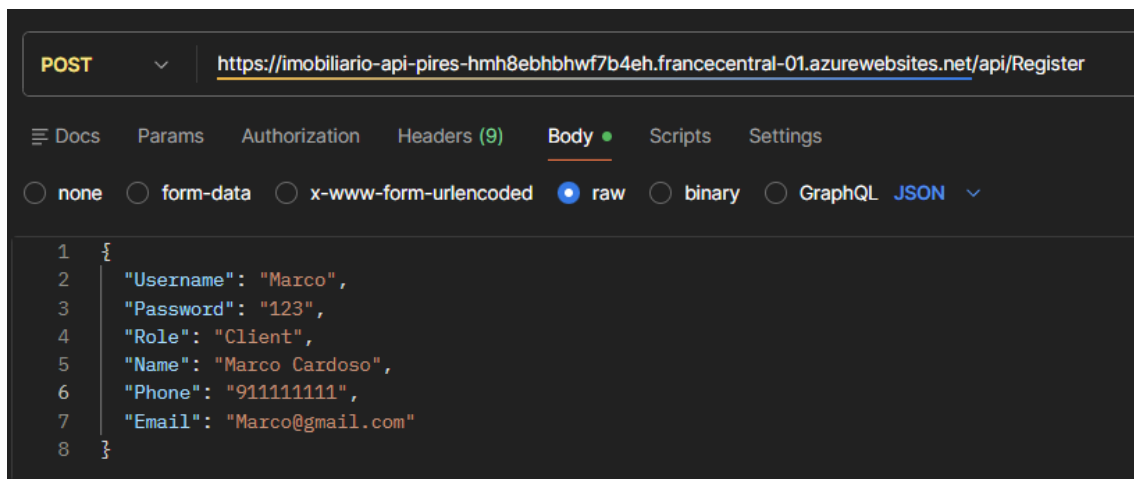 POST https://imobiliario-api-pires-hmh8ebhbhwf7b4eh.francecentral-01.azurewebsites.net/api/Register
Docs Params Authorization Headers (9) Body Scripts Settings
none form-data x-www-form-urlencoded raw binary GraphQL JSON
1 {
2 "Username": "Marco",
3 "Password": "123",
4 "Role": "Client",
5 "Name": "Marco Cardoso",
6 "Phone": "911111111",
7 "Email": "Marco@gmail.com"
8 }